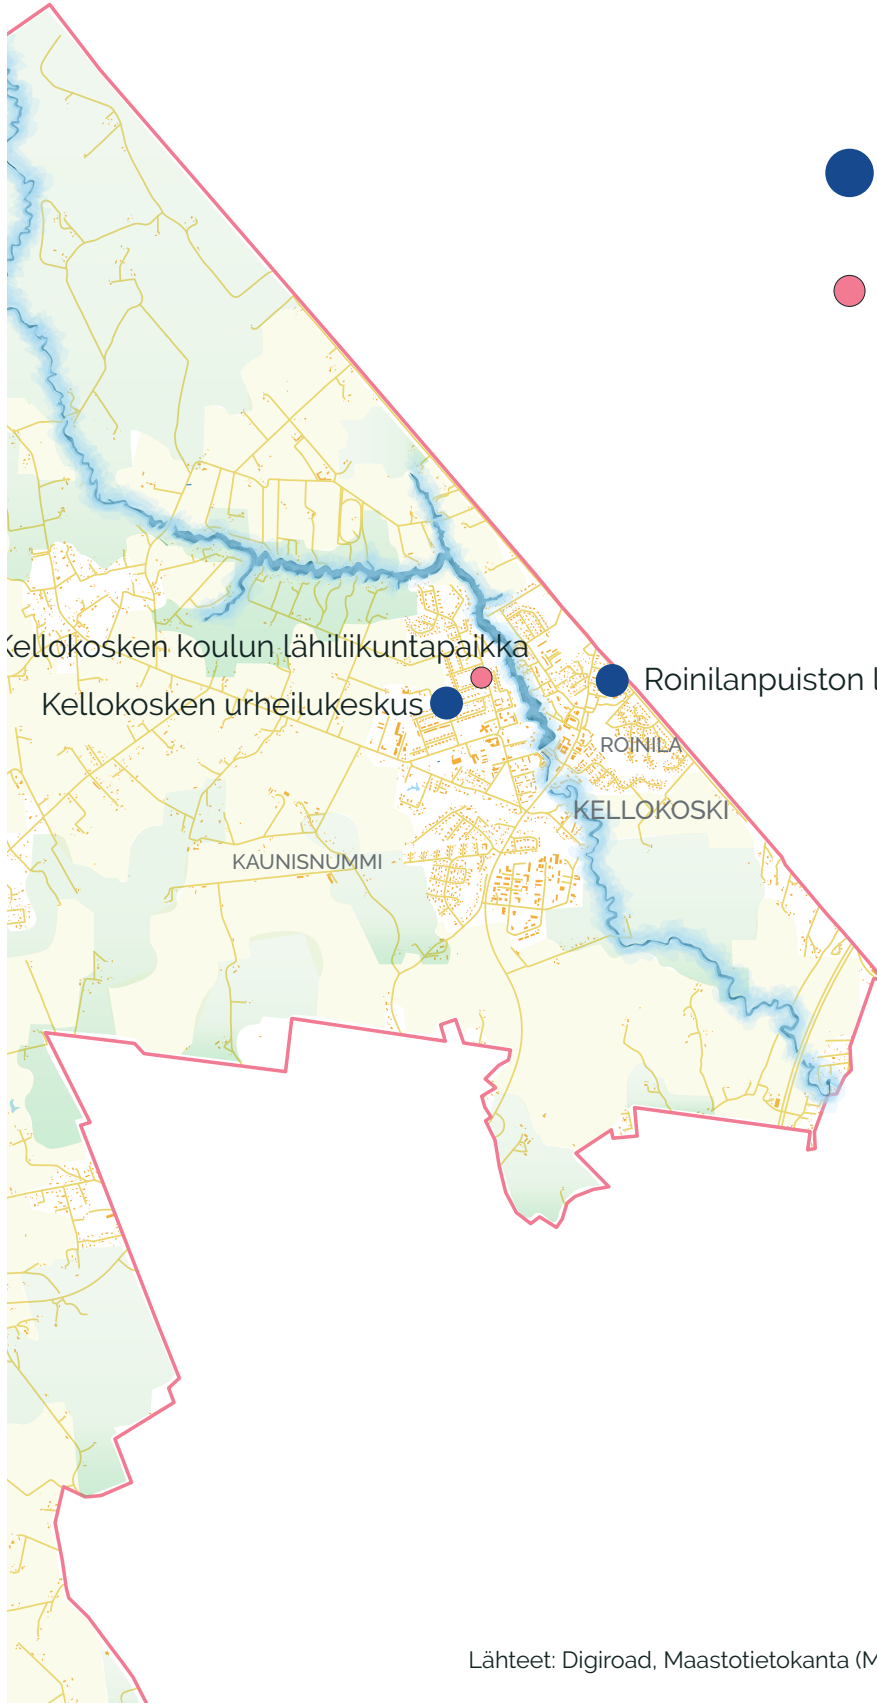 Kellokosken koulun lähiliikuntapaikka
Kellokosken urheilukeskus
Roinilanpuiston l
ROINILA
KELLOKOSKI
KAUNISNUMMI
Lähteet: Digiroad, Maastotietokanta (M